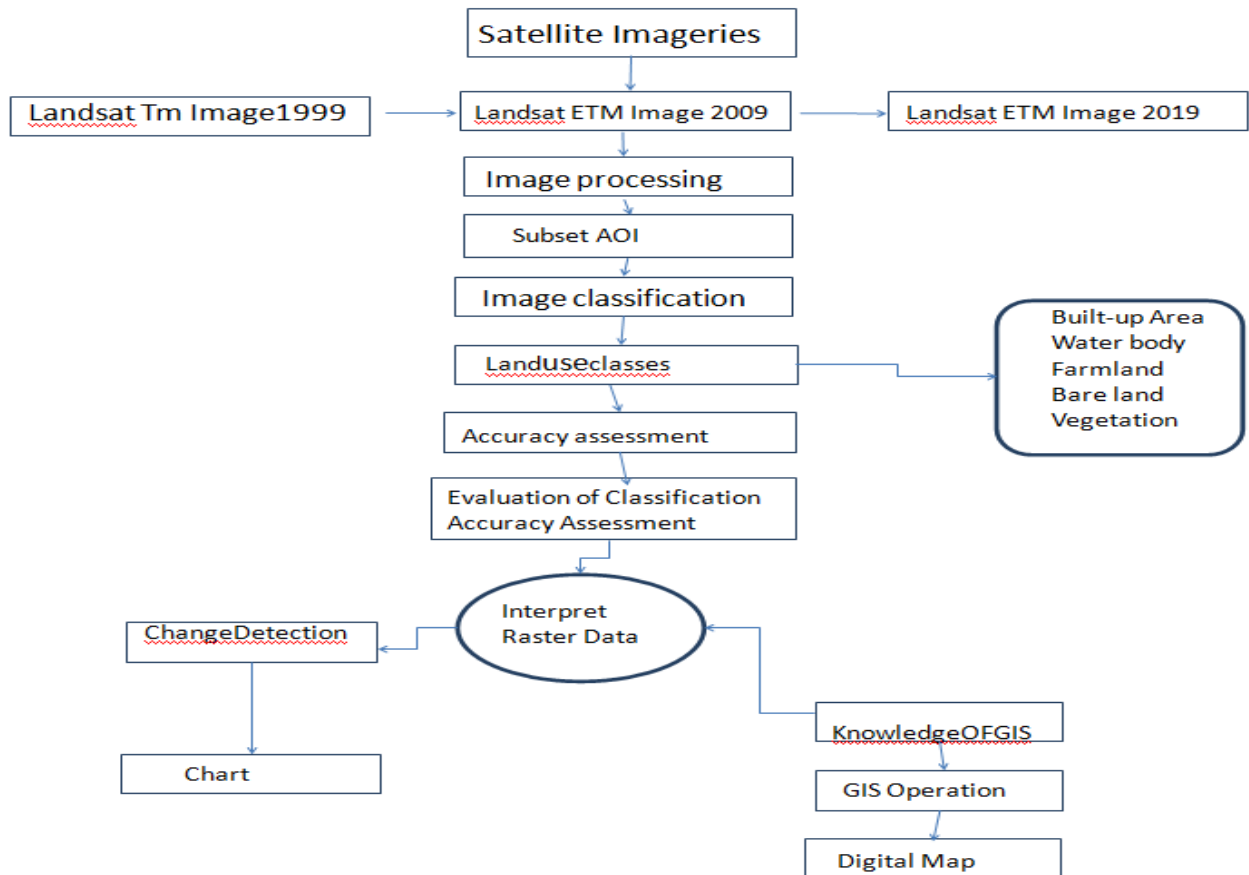 Satellite Imageries
Landsat Tm Image1999
Landsat ETM Image 2009
Landsat ETM Image 2019
Image processing
Subset AOI
Image classification
Landuseclasses
Built-up Area
Water body
Farmland
Bare land
Vegetation
Accuracy assessment
Evaluation of Classification
Accuracy Assessment
Interpret
Raster Data
ChangeDetection
Chart
KnowledgeOFGIS
GIS Operation
Digital Map